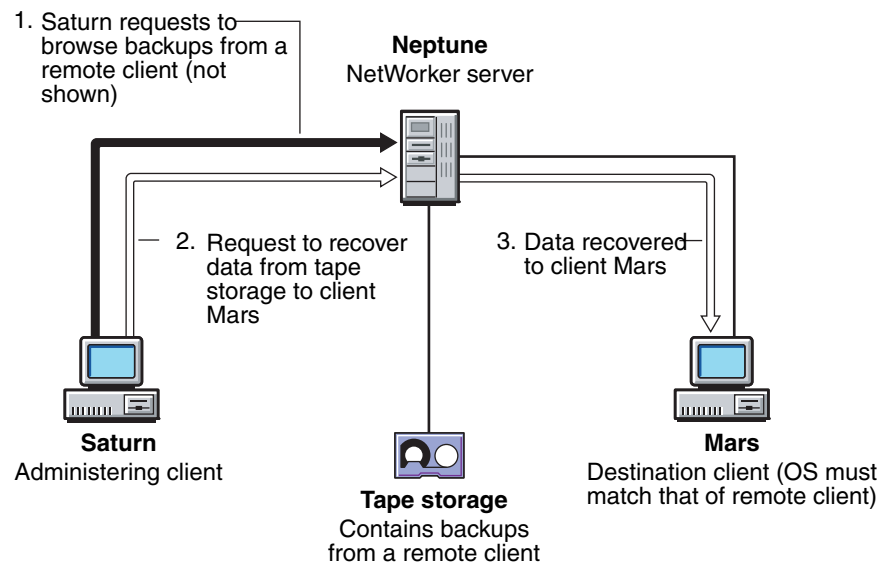 1. Saturn requests to
browse backups from a
remote client (not
shown)
Neptune
NetWorker server
2. Request to recover
data from tape
storage to client
Mars
3. Data recovered
to client Mars
Saturn
Administering client
Tape storage
Contains backups
from a remote client
Mars
Destination client (OS must
match that of remote client)